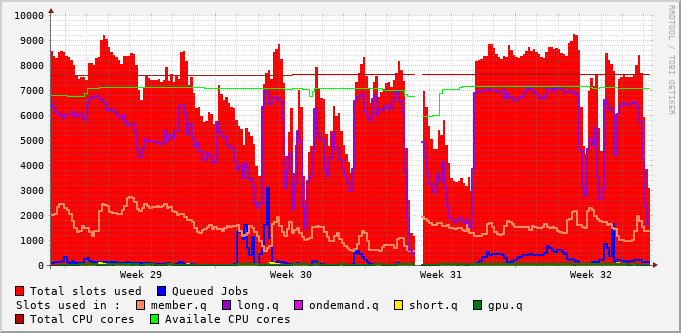 10000
9000
8000
7000
6000
5000
4000
3000
2000
1000
0
Week 29 Week 30 Week 31 Week 32
RRDTOOL / TOBI OETIKER
Total slots used Queued Jobs
Slots used in : member.q long.q ondemand.q short.q gpu.q
Total CPU cores Availale CPU cores